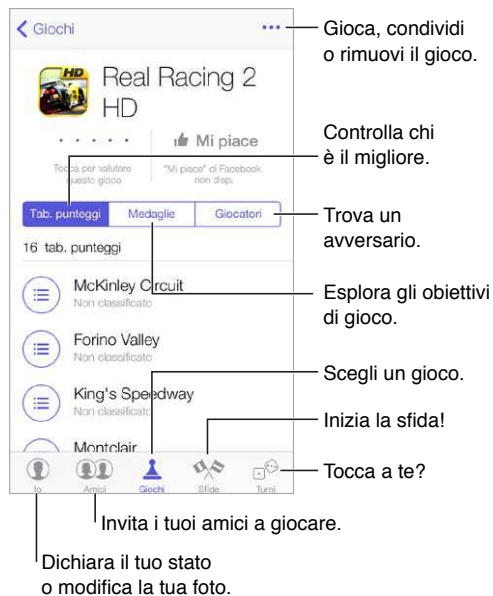 Giochi
Gioca, condividi
o rimuovi il gioco.
HD
Real Racing 2
HD
Mi piace
Tocca per valutare
questo gioco
"Mi piace" di Facebook
non disp.
Controlla chi
è il migliore.
Tab. punteggi Medaglie Giocatori
Trova un
avversario.
16 tab. punteggi
McKinley Circuit
Non classificato
Esplora gli obiettivi
di gioco.
Forino Valley
Non classificato
King's Speedway
Non classificato
Scegli un gioco.
Montclair
Inizia la sfida!
Tocca a te?
Io Amici Giochi Sfide Turni
Invita i tuoi amici a giocare.
Dichiara il tuo stato
o modifica la tua foto.